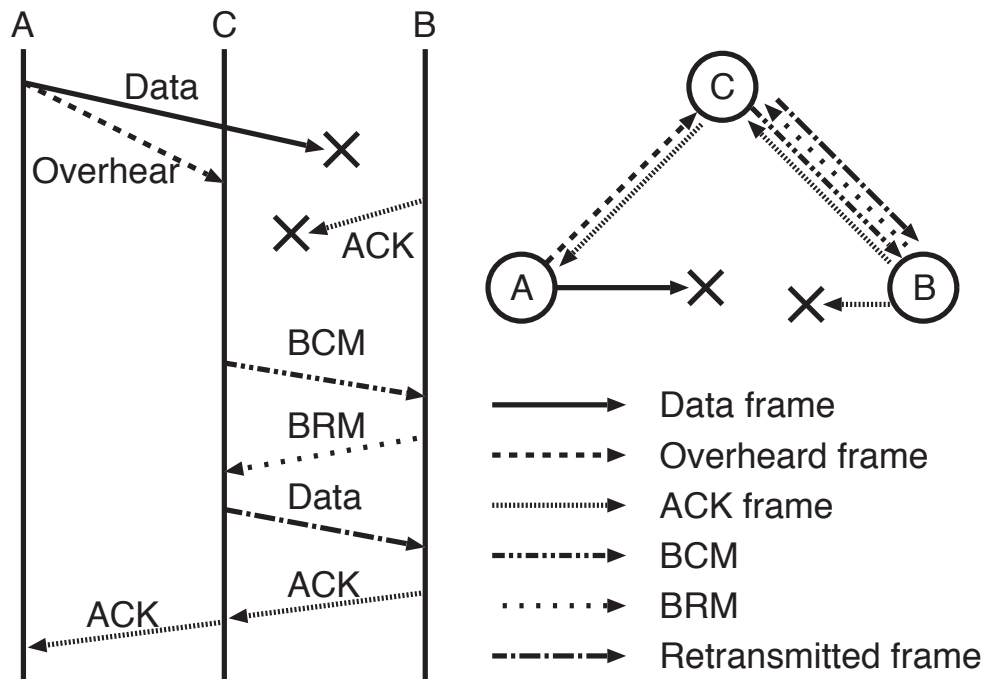 A
C
B
Data
Overhear
ACK
BCM
BRM
Data
ACK
ACK
C
A
B
Data frame
Overheard frame
ACK frame
BCM
BRM
Retransmitted frame